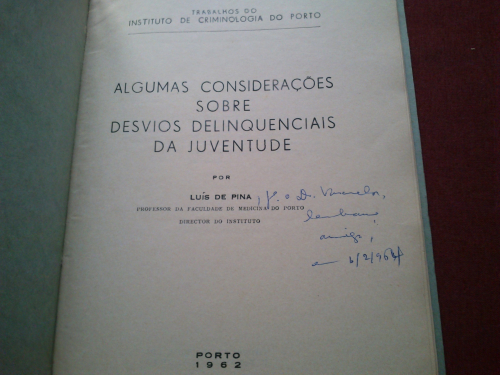 TRABALHOS DO
INSTITUTO DE CRIMINOLOGIA DO PORTO
ALGUMAS CONSIDERAÇÕES
SOBRE
DESVIOS DELINQUENCIAIS
DA JUVENTUDE
POR
LUÍS DE PINA
PROFESSOR DA FACULDADE DE MEDICINA DO PORTO
DIRECTOR DO INSTITUTO
o Dr.
amigo,
PORTO
1962